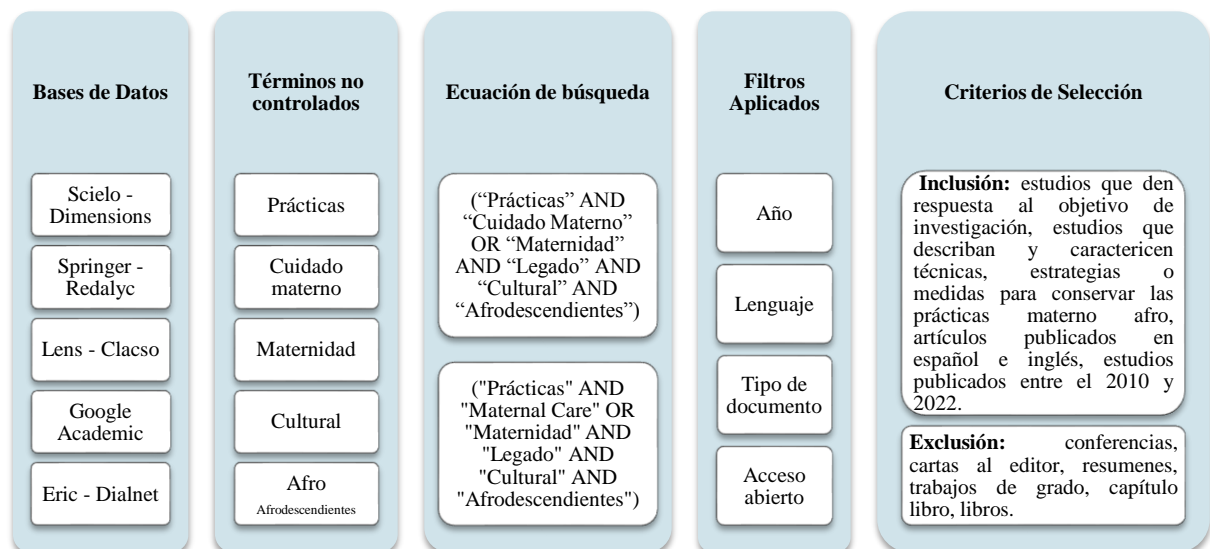 Bases de Datos
Scielo -
Dimensions
Springer -
Redalyc
Lens - Clacso
Google
Academic
Eric - Dialnet
Términos no
controlados
Prácticas
Cuidado
materno
Maternidad
Cultural
Afro
Afrodescendientes
Ecuación de búsqueda
(“Prácticas” AND
“Cuidado Materno”
OR “Maternidad”
AND “Legado” AND
“Cultural” AND
“Afrodescendientes”)
("Prácticas" AND
"Maternal Care" OR
"Maternidad" AND
"Legado" AND
"Cultural" AND
"Afrodescendientes")
Filtros
Aplicados
Año
Lenguaje
Tipo de
documento
Acceso
abierto
Criterios de Selección
Inclusión: estudios que den
respuesta al objetivo de
investigación, estudios que
describan y caractericen
técnicas, estrategias o
medidas para conservar las
prácticas materno afro,
artículos publicados en
español e inglés, estudios
publicados entre el 2010 y
2022.
Exclusión: conferencias,
cartas al editor, resumenes,
trabajos de grado, capítulo
libro, libros.